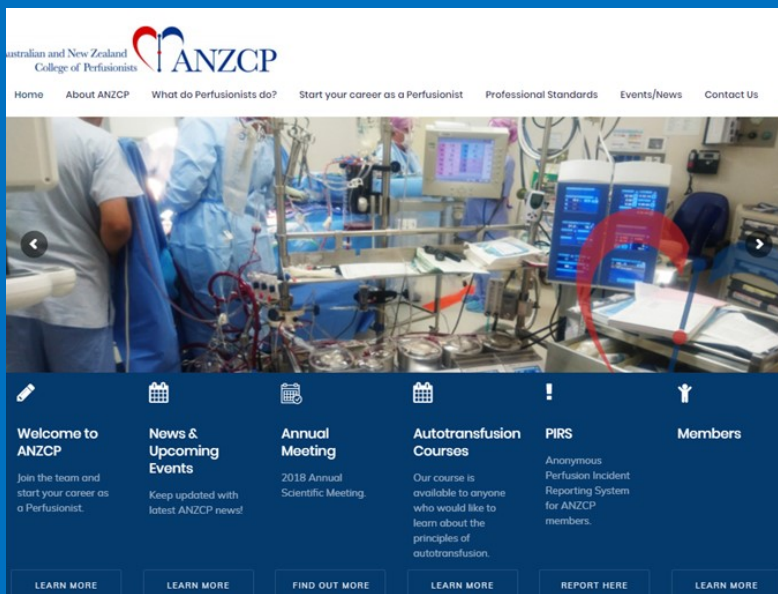 Australian and New Zealand
College of Perfusionists
ANZCP
Home About ANZCP What do Perfusionists do? Start your career as a Perfusionist Professional Standards Events/News Contact Us
Welcome to
ANZCP
Join the team and
start your career as
a Perfusionist.
LEARN MORE
News &
Upcoming
Events
Keep updated with
latest ANZCP news!
LEARN MORE
Annual
Meeting
2018 Annual
Scientific Meeting.
FIND OUT MORE
Autotransfusion
Courses
Our course is
available to anyone
who would like to
learn about the
principles of
autotransfusion.
LEARN MORE
PIRS
Anonymous
Perfusion Incident
Reporting System
for ANZCP
members.
REPORT HERE
Members
LEARN MORE